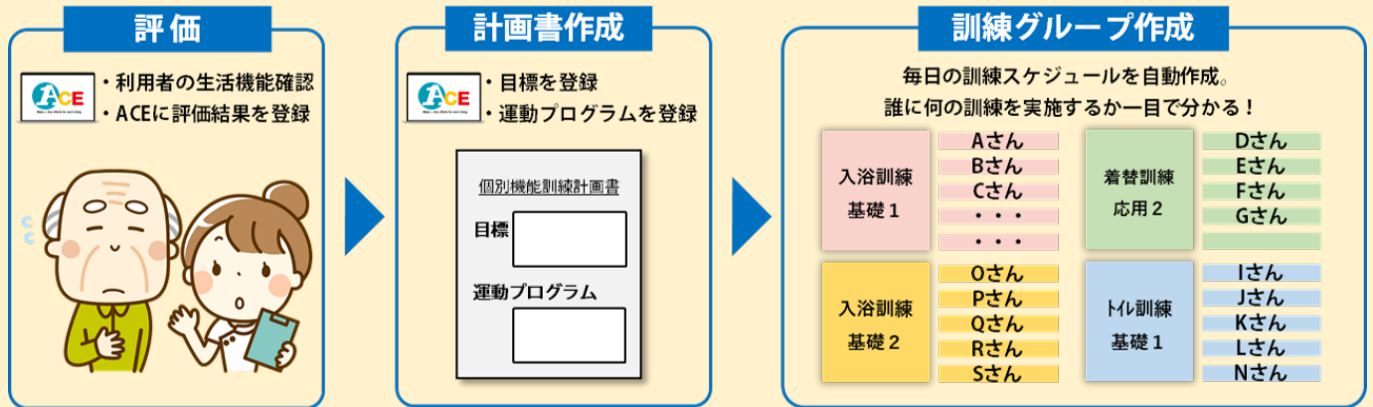 評価
ACE
・利用者の生活機能確認
・ACEに評価結果を登録
計画書作成
ACE
・目標を登録
・運動プログラムを登録
個別機能訓練計画書
目標
運動プログラム
訓練グループ作成
毎日の訓練スケジュールを自動作成。
誰に何の訓練を実施するか一目で分かる！
入浴訓練
基礎1
Aさん
Bさん
Cさん
・・・
・・・
着替訓練
応用2
Dさん
Eさん
Fさん
Gさん
入浴訓練
基礎2
Oさん
Pさん
Qさん
Rさん
Sさん
トイレ訓練
基礎1
Iさん
Jさん
Kさん
Lさん
Nさん